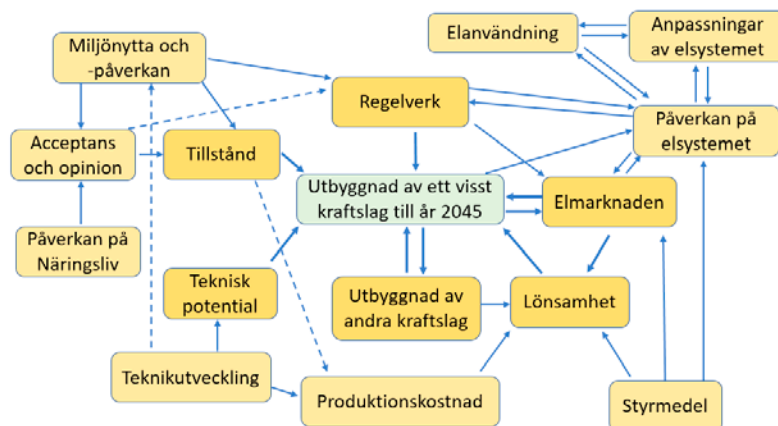 Miljönytta och
-påverkan
Elanvändning
Anpassningar
av elsystemet
Regelverk
Påverkan på
elsystemet
Acceptans
och opinion
Tillstånd
Utbyggnad av ett visst
kraftslag till år 2045
Elmarknaden
Påverkan på
Näringsliv
Teknisk
potential
Utbyggnad av
andra kraftslag
Lönsamhet
Teknikutveckling
Produktionskostnad
Styrmedel